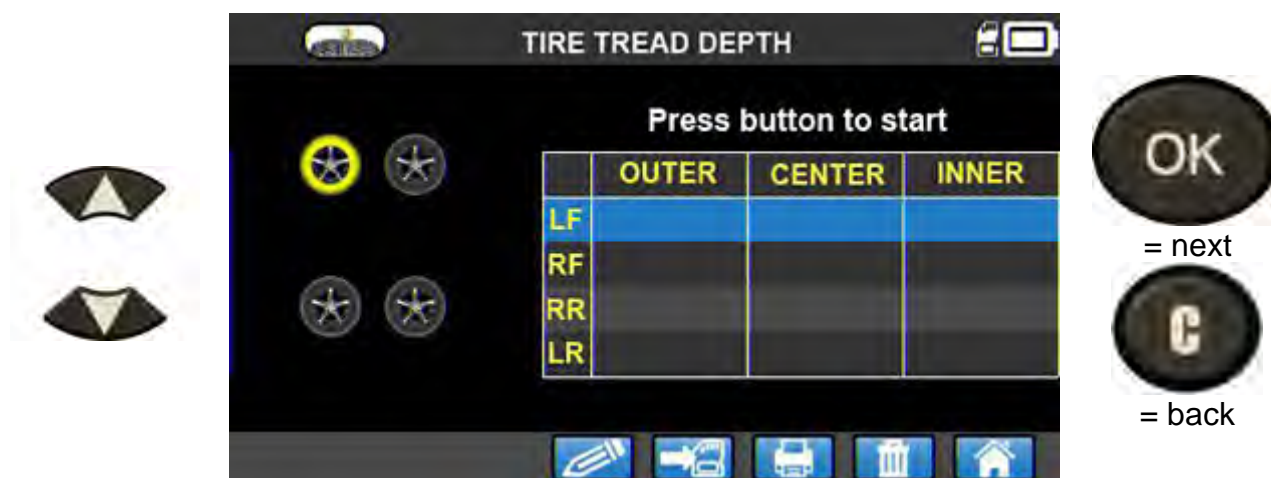 TIRE TREAD DEPTH
Press button to start
OUTER CENTER INNER
LF
RF
RR
LR
OK
= next
C
= back